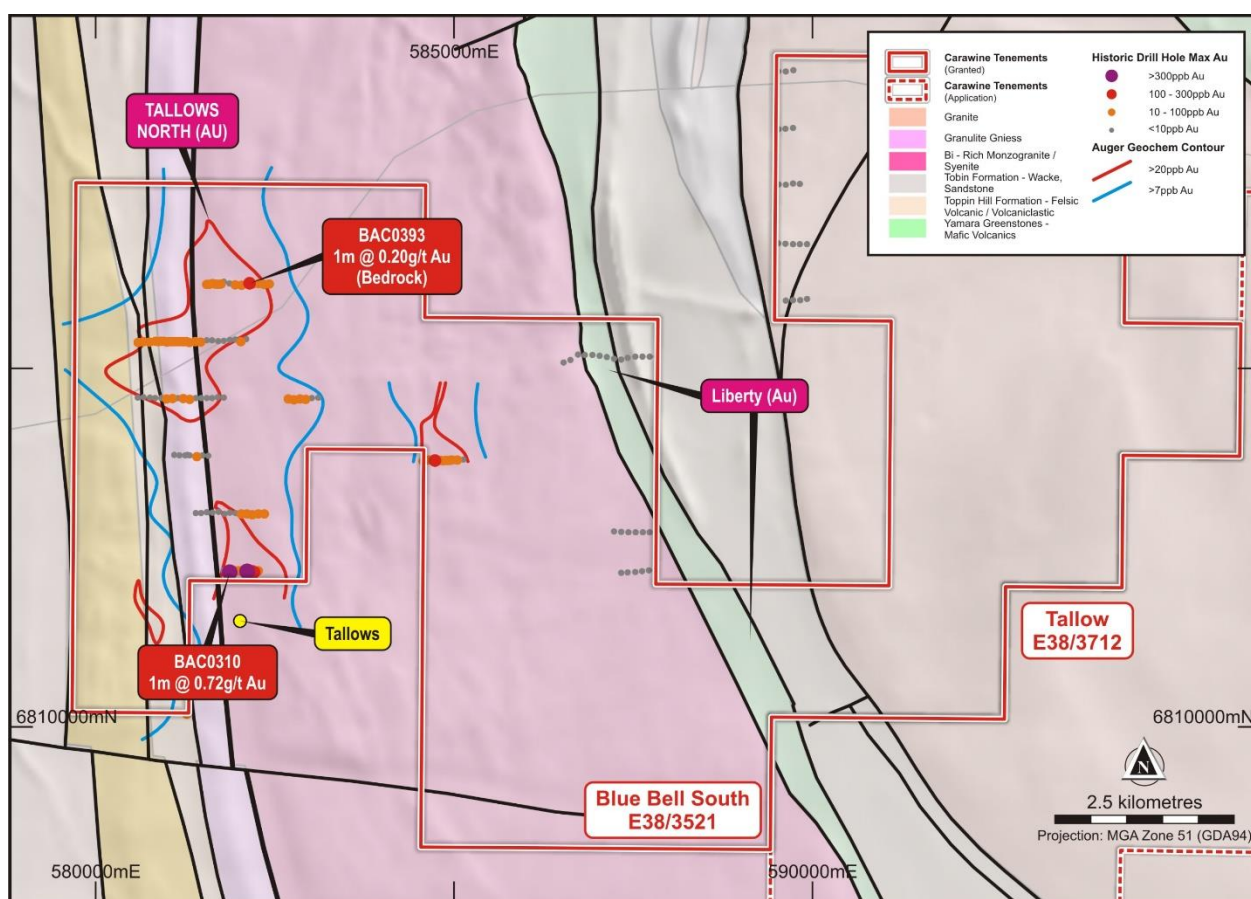 585000mE
TALLOWS
NORTH (AU)
BAC0393
1m @ 0.20g/t Au
(Bedrock)
Carawine Tenements
(Granted)
Carawine Tenements
(Application)
Granite
Granulite Gniess
Bi - Rich Monzogranite /
Syenite
Tobin Formation - Wacke,
Sandstone
Toppin Hill Formation - Felsic
Volcanic / Volcaniclastic
Yamara Greenstones -
Mafic Volcanics
Historic Drill Hole Max Au
>300ppb Au
100 - 300ppb Au
10 - 100ppb Au
<10ppb Au
Auger Geochem Contour
>20ppb Au
>7ppb Au
Liberty (Au)
Tallows
BAC0310
1m @ 0.72g/t Au
Tallow
E38/3712
6810000mN
6810000mN
Blue Bell South
E38/3521
N
2.5 kilometres
Projection: MGA Zone 51 (GDA94)
580000mE
590000mE